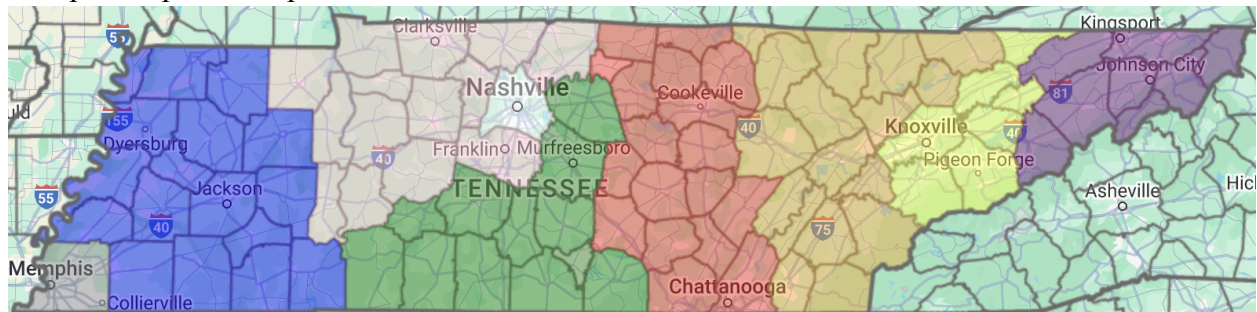 Kingsport
Clarksville
55
Johnson City
Nashville
81
Cookeville
155
40
Knoxville
40
Dyersburg
Franklin
Murfreesboro
40
Pigeon Forge
TENNESSEE
Jackson
Asheville
55
40
75
Memphis
Chattanooga
Collierville